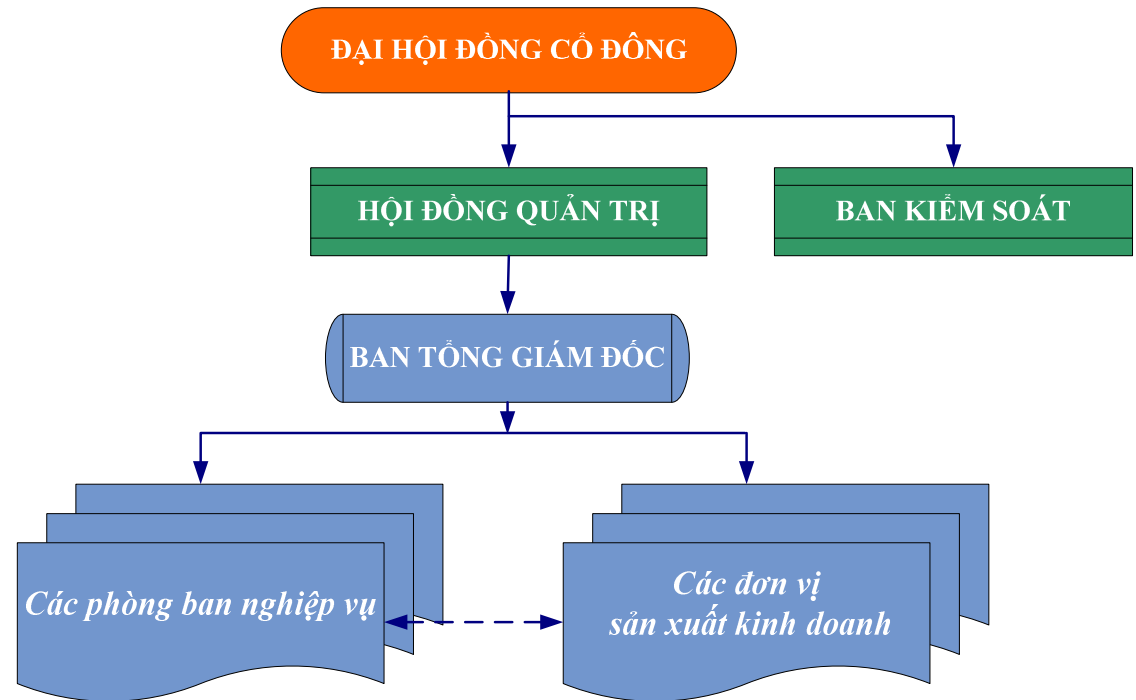 ĐẠI HỘI ĐỒNG CỔ ĐÔNG
HỘI ĐỒNG QUẢN TRỊ
BAN KIỂM SOÁT
BAN TỔNG GIÁM ĐỐC
Các phòng ban nghiệp vụ
Các đơn vị
sản xuất kinh doanh